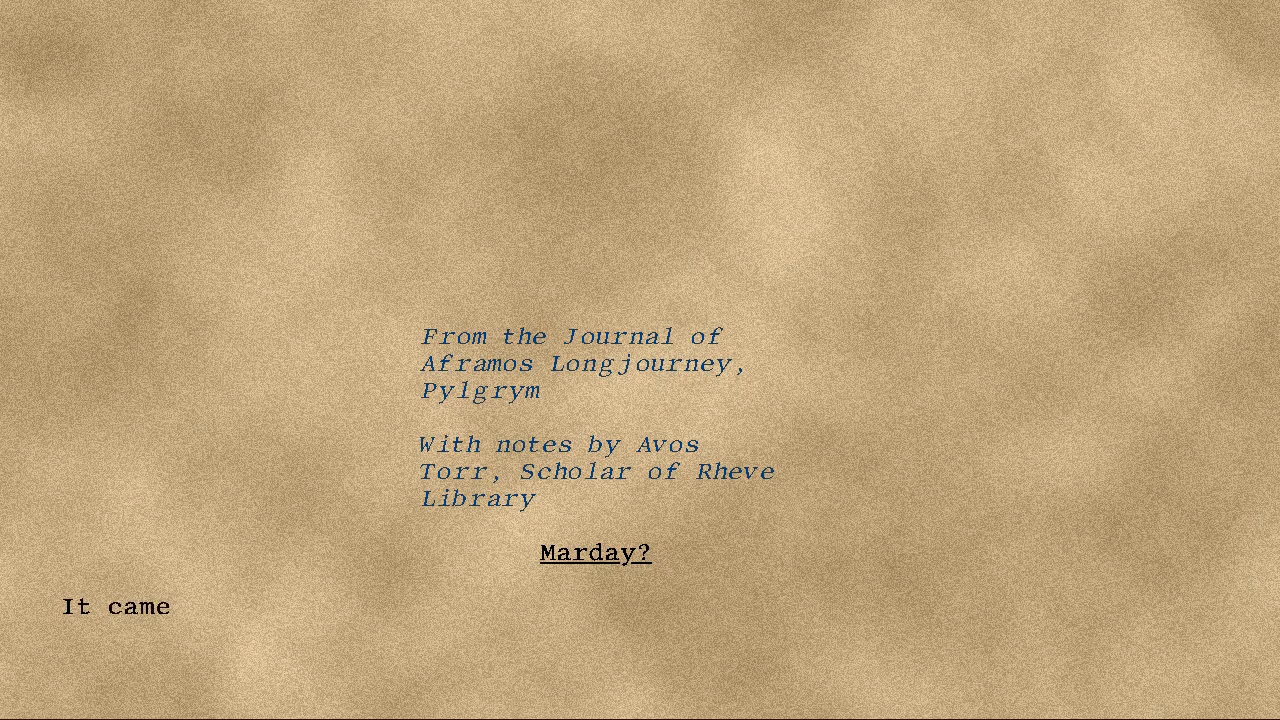 From the Journal of
Aframos Longjourney,
Pylgrym
With notes by Avos
Torr, Scholar of Rheve
Library
Marday?
It came